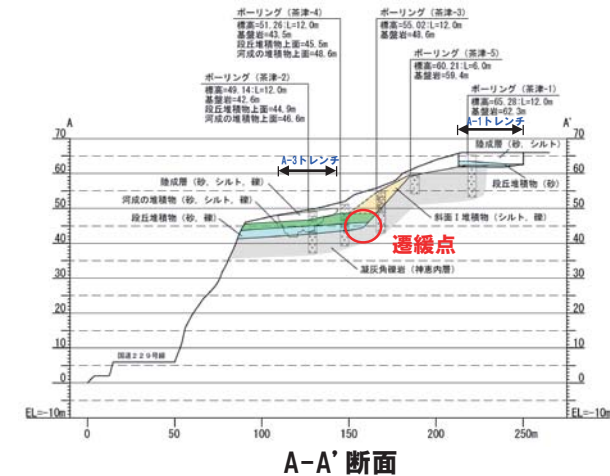 ボーリング（茶津-4）
標高=51.26:L=12.0m
基盤岩=43.5m
段丘堆積物上面=45.5m
河成の堆積物上面=48.6m
ボーリング（茶津-3）
標高=55.02:L=12.0m
基盤岩=48.6m
ボーリング（茶津-5）
標高=60.21:L=6.0m
基盤岩=59.4m
ボーリング（茶津-2）
標高=49.14:L=12.0m
基盤岩=42.6m
段丘堆積物上面=44.9m
河成の堆積物上面=46.6m
ボーリング（茶津-1）
標高=65.28:L=12.0m
基盤岩=62.3m
A
A'
A-1トレンチ
A-3トレンチ
陸成層（砂、シルト）
段丘堆積物（砂）
陸成層（砂、シルト、礫）
河成の堆積物（砂、シルト、礫）
段丘堆積物（砂、礫）
斜面Ⅰ堆積物（シルト、礫）
遷緩点
凝灰角礫岩（神恵内層）
国道229号線
70
60
50
40
30
20
10
0
EL=-10m
70
60
50
40
30
20
10
0
EL=-10m
0 50 100 150 200 250m
A-A'断面